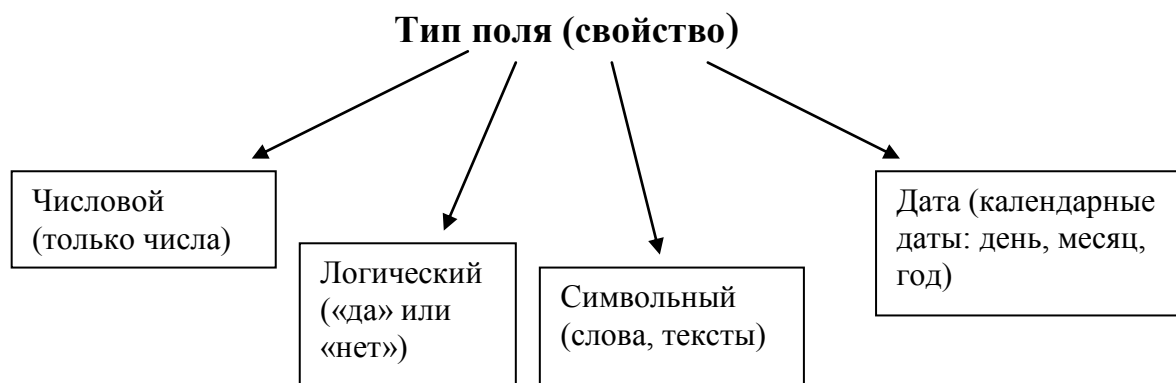 Тип поля (свойство)
Числовой
(только числа)
Логический
(«да» или
«нет»)
Символьный
(слова, тексты)
Дата (календарные
даты: день, месяц,
год)